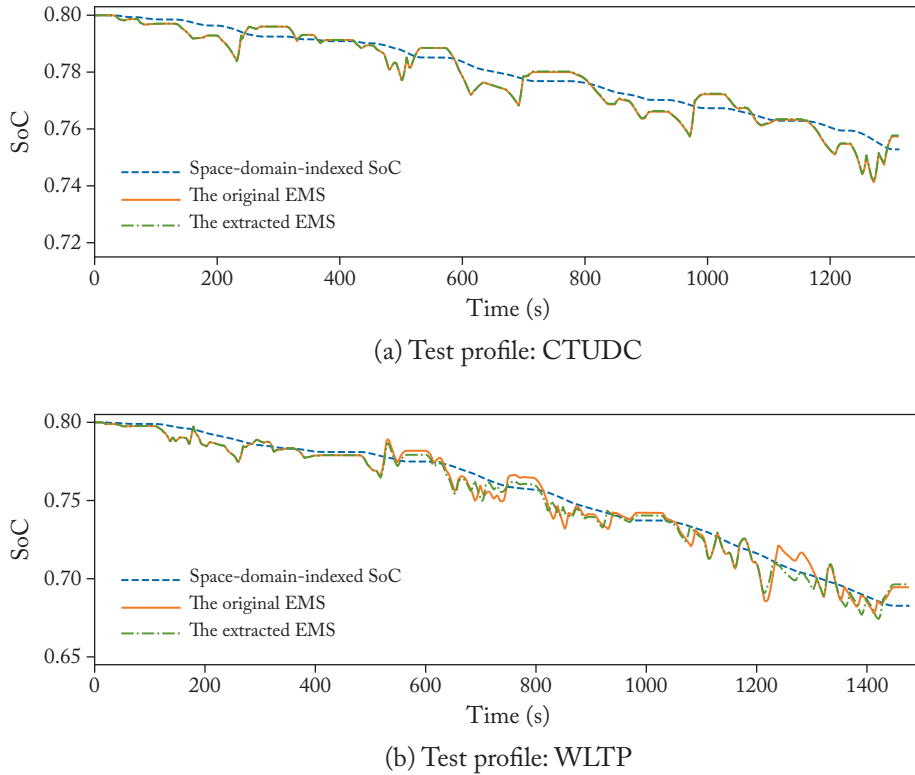 0.80
0.78
0.76
0.74
0.72
SoC
Space-domain-indexed SoC
The original EMS
The extracted EMS
0 200 400 600 800 1000 1200
Time (s)
(a) Test profile: CTUDC
0.80
0.75
0.70
0.65
SoC
Space-domain-indexed SoC
The original EMS
The extracted EMS
0 200 400 600 800 1000 1200 1400
Time (s)
(b) Test profile: WLTP